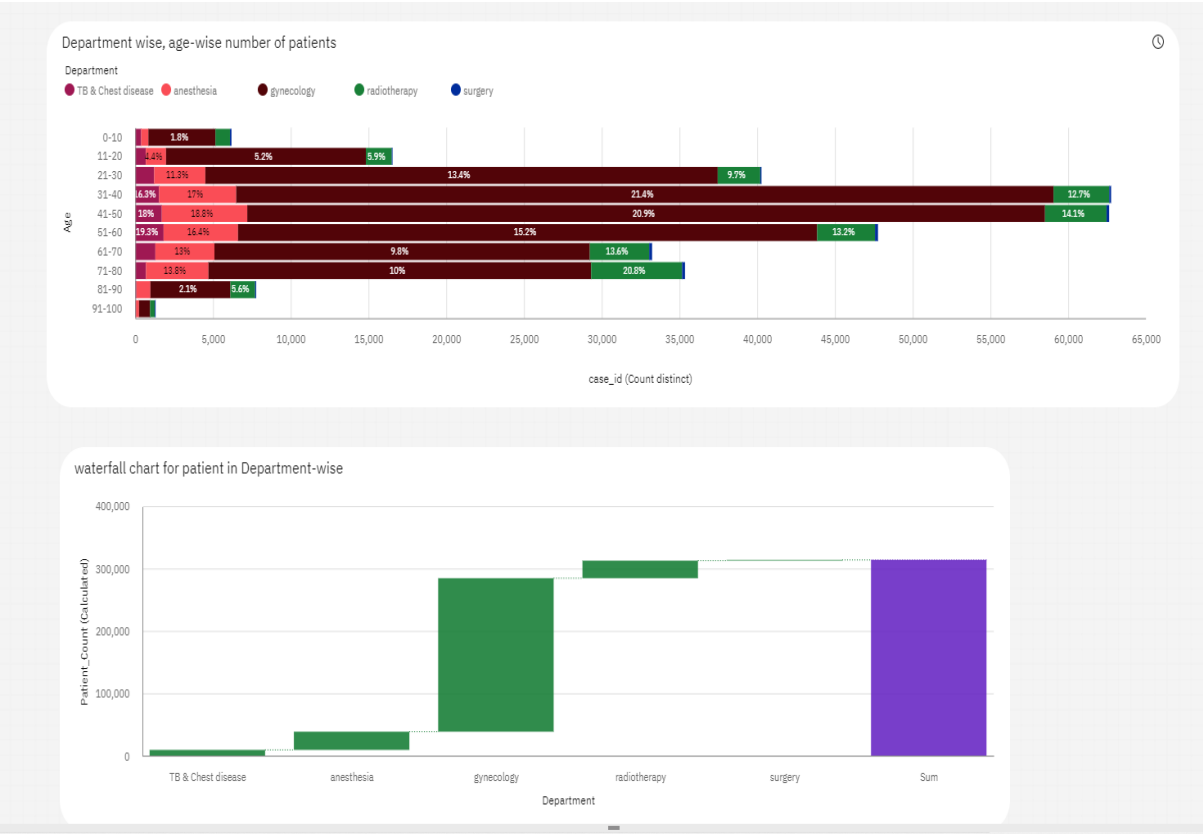 Department wise, age-wise number of patients
Department
TB & Chest disease anesthesia gynecology radiotherapy surgery
0-10 1.8%
11-20 4.4% 5.2% 5.9%
21-30 11.3% 13.4% 9.7%
31-40 16.3% 17% 21.4% 12.7%
41-50 18% 18.8% 20.9% 14.1%
Age
51-60 19.3% 16.4% 15.2% 13.2%
61-70 13% 9.8% 13.6%
71-80 13.8% 10% 20.8%
81-90 2.1% 5.6%
91-100
0 5,000 10,000 15,000 20,000 25,000 30,000 35,000 40,000 45,000 50,000 55,000 60,000 65,000
case_id (Count distinct)
waterfall chart for patient in Department-wise
400,000
300,000
200,000
100,000
0
Patient_Count (Calculated)
TB & Chest disease anesthesia gynecology radiotherapy surgery Sum
Department